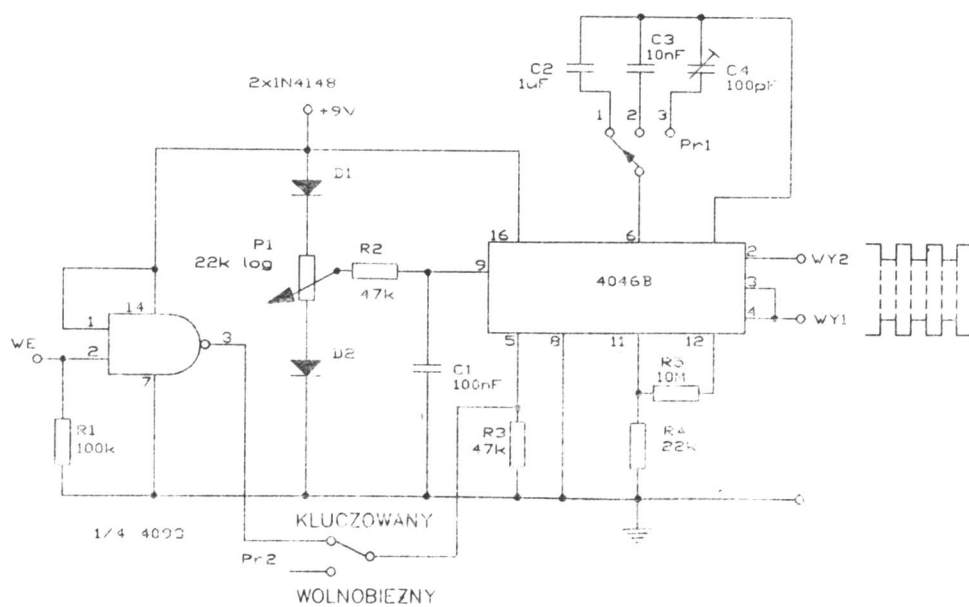 C3
10nF
C2
1uF
C4
100pF
1
2
3
Pr1
2x1N4148
+9V
D1
P1
22k log
R2
47k
16
6
9
4046B
2
WY2
3
4
WY1
14
1
WE
2
3
7
D2
C1
100nF
5
8
11
12
R5
10M
R1
100k
R3
47k
R4
22k
1/4 4093
KLUCZOWANY
Pr2
WOLNOBIEZNY